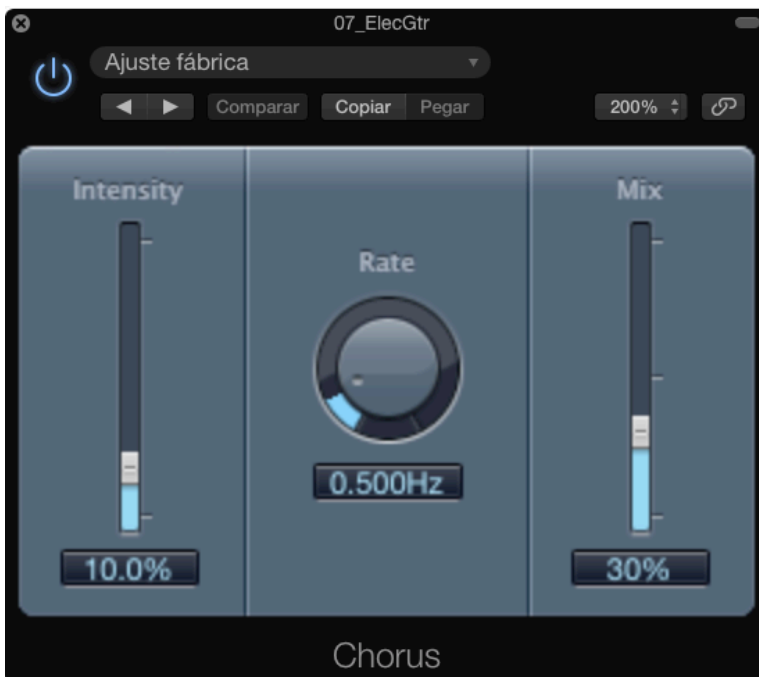 07_ElecGtr
Ajuste fábrica
Comparar Copiar Pegar 200%
Intensity
Mix
Rate
0.500Hz
10.0%
30%
Chorus